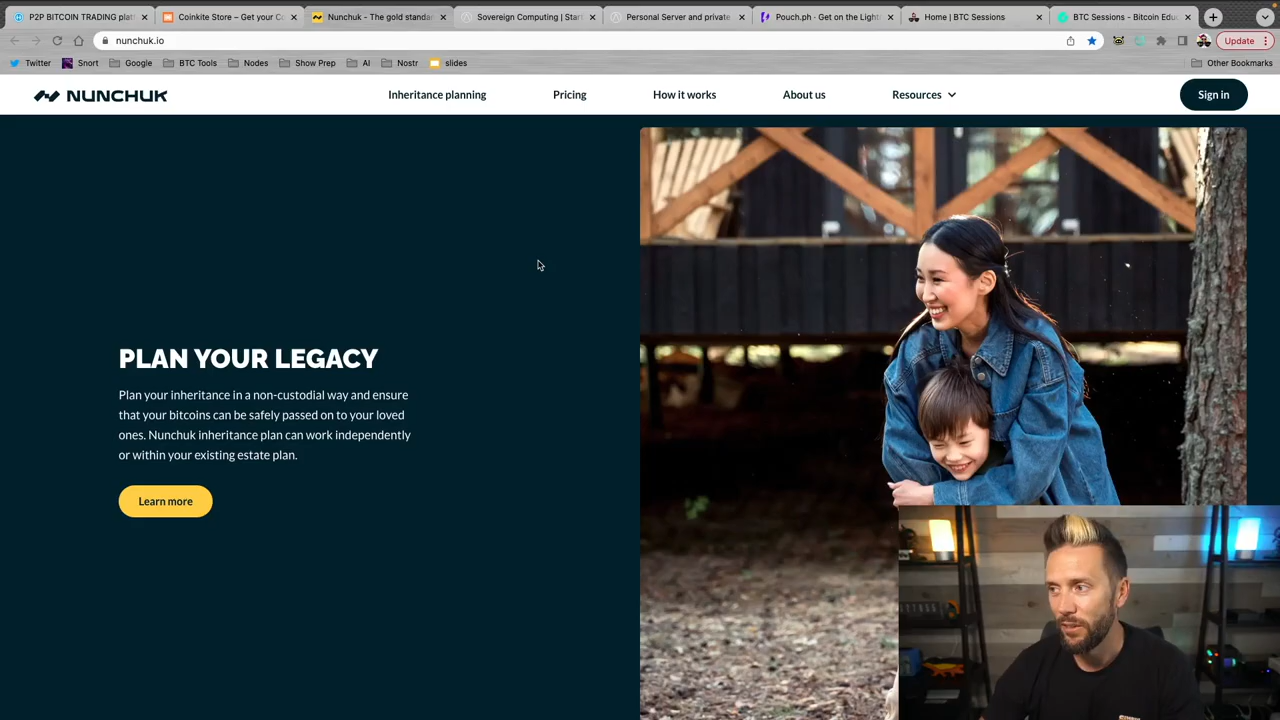 P2P BITCOIN TRADING plat
Coinkite Store – Get your C
Nunchuk - The gold standa
Sovereign Computing | Star
Personal Server and private
Pouch.ph - Get on the Light
Home | BTC Sessions
BTC Sessions - Bitcoin Edu
nunchuk.io
Update
Twitter
Snort
Google
BTC Tools
Nodes
Show Prep
AI
Nostr
slides
Other Bookmarks
NUNCHUK
Inheritance planning
Pricing
How it works
About us
Resources
Sign in
PLAN YOUR LEGACY
Plan your inheritance in a non-custodial way and ensure
that your bitcoins can be safely passed on to your loved
ones. Nunchuk inheritance plan can work independently
or within your existing estate plan.
Learn more